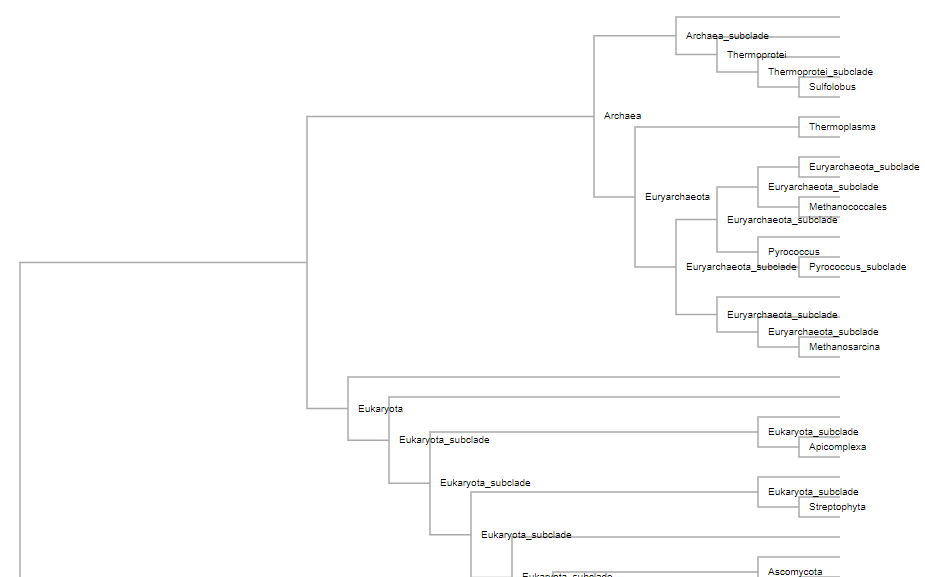 Archaea_subclade
Thermoprotei
Thermoprotei_subclade
Sulfolobus
Archaea
Thermoplasma
Euryarchaeota_subclade
Euryarchaeota_subclade
Euryarchaeota
Methanococcales
Euryarchaeota_subclade
Pyrococcus
Euryarchaeota_subclade
Pyrococcus_subclade
Euryarchaeota_subclade
Euryarchaeota_subclade
Methanosarcina
Eukaryota
Eukaryota_subclade
Eukaryota_subclade
Apicomplexa
Eukaryota_subclade
Eukaryota_subclade
Streptophyta
Eukaryota_subclade
Ascomycota
Eukaryota_subclade